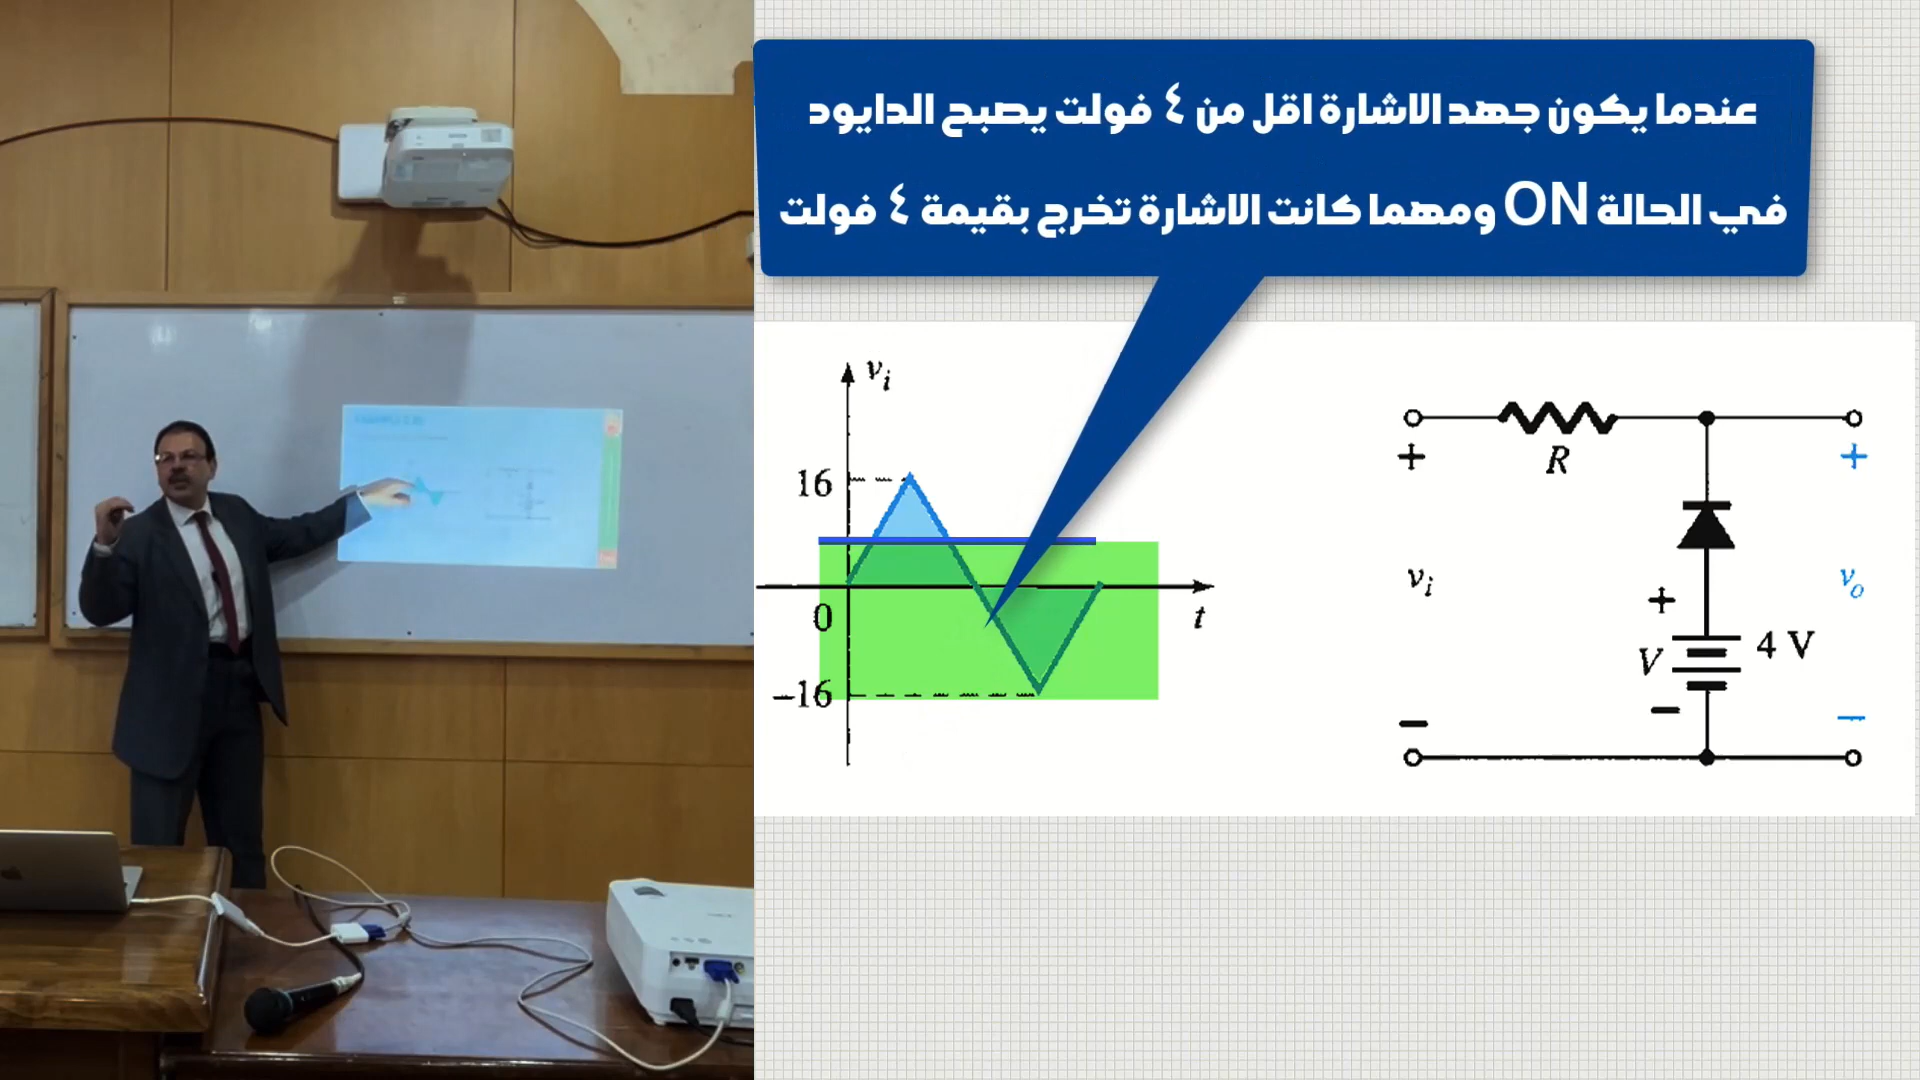 عندما يكون جهد الاشارة اقل من ٤ فولت يصبح الدايود
في الحالة ON ومهما كانت الاشارة تخرج بقيمة ٤ فولت
vi
16
0
t
−16
R
+
+
vi
vo
+
V
4 V
−
−
−